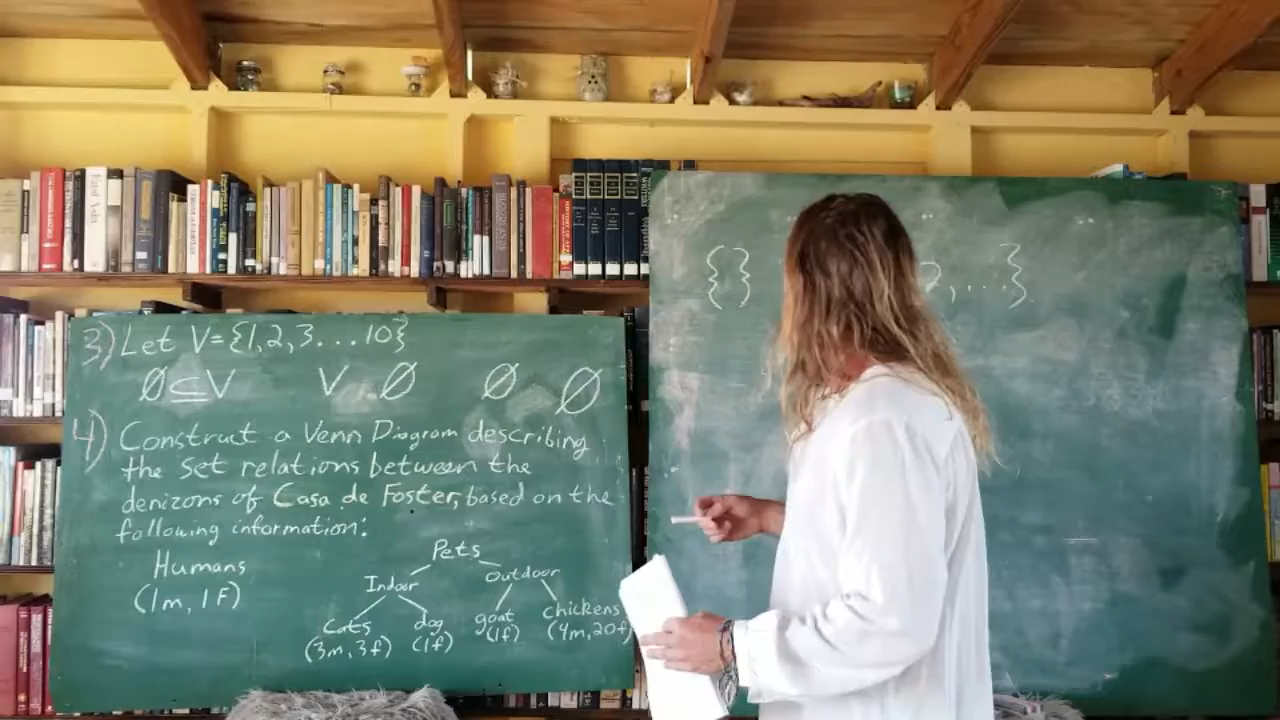 3) Let V={1,2,3...10}
∅⊆V V ∅ ∅ ∅
4) Construct a Venn Diagram describing
the set relations between the
denizons of Casa de Foster, based on the
following information:
Humans
(1m, 1F)
Pets
Indoor Outdoor
Cats dog goat chickens
(3m, 3f) (1f) (1f) (4m, 20f)
{ } 2,...}